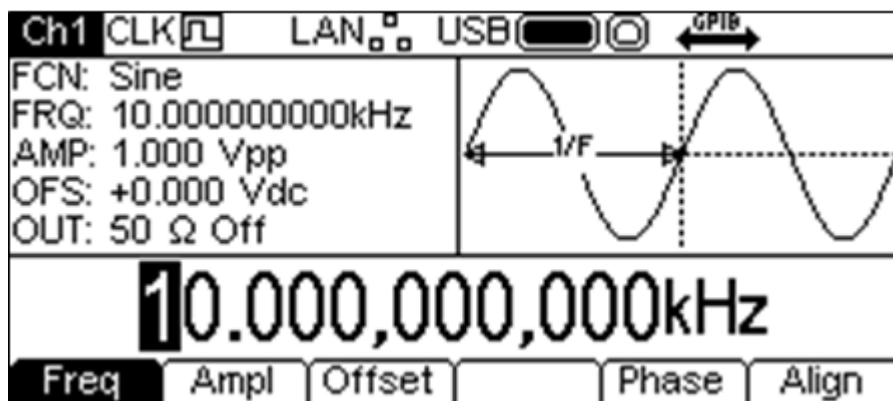 Ch1 CLK LAN USB GPIB
FCN: Sine
FRQ: 10.000000000kHz
AMP: 1.000 Vpp
OFS: +0.000 Vdc
OUT: 50 Ω Off
1/F
10.000,000,000kHz
Freq Ampl Offset Phase Align